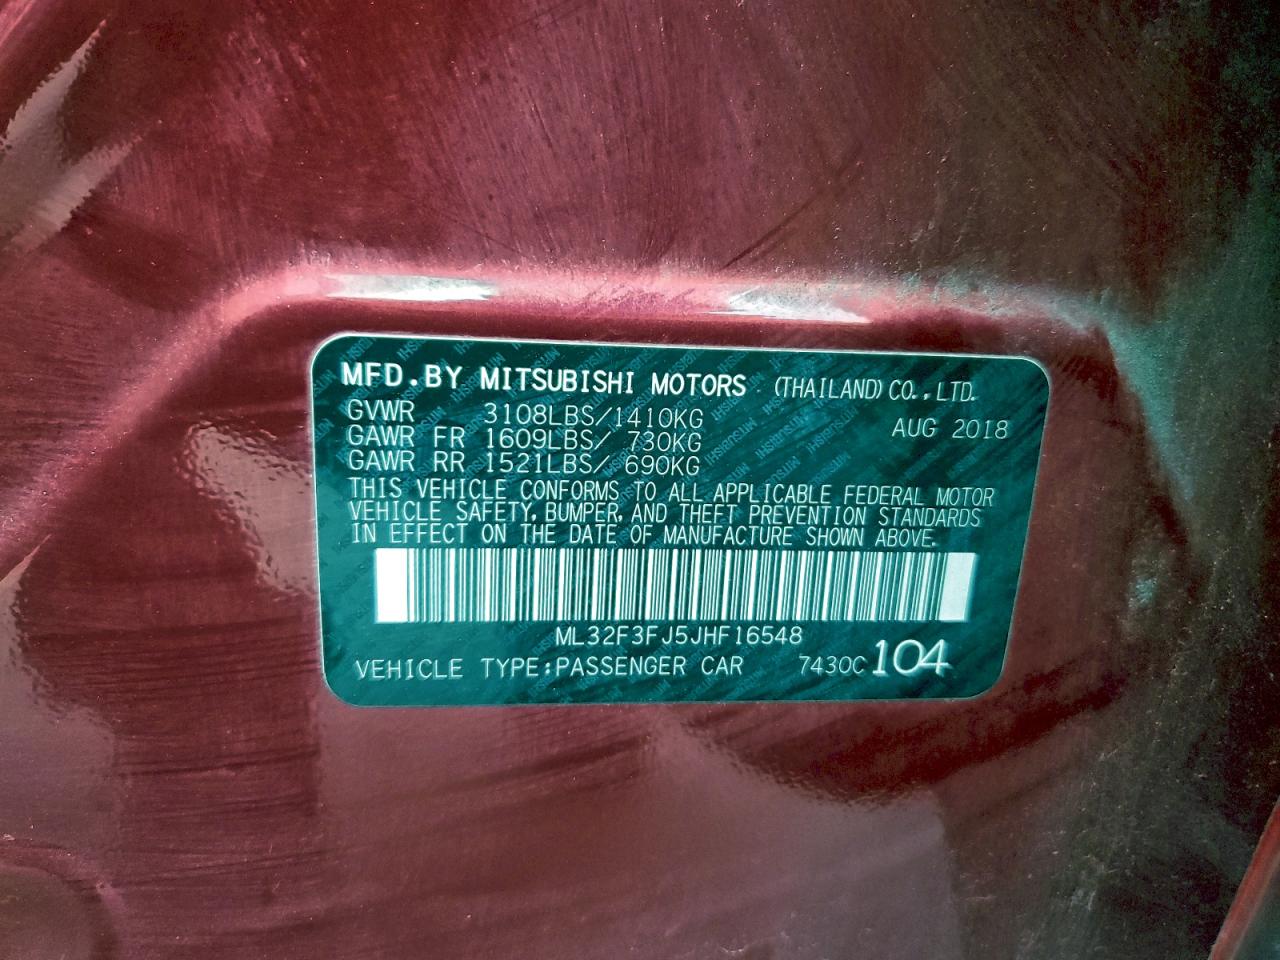 MFD.BY MITSUBISHI MOTORS (THAILAND) CO., LTD.
GVWR 3108LBS/1410KG AUG 2018
GAWR FR 1609LBS/ 730KG
GAWR RR 1521LBS/ 690KG
THIS VEHICLE CONFORMS TO ALL APPLICABLE FEDERAL MOTOR
VEHICLE SAFETY, BUMPER, AND THEFT PREVENTION STANDARDS
IN EFFECT ON THE DATE OF MANUFACTURE SHOWN ABOVE.
ML32F3FJ5JHF16548
VEHICLE TYPE:PASSENGER CAR 7430C 104